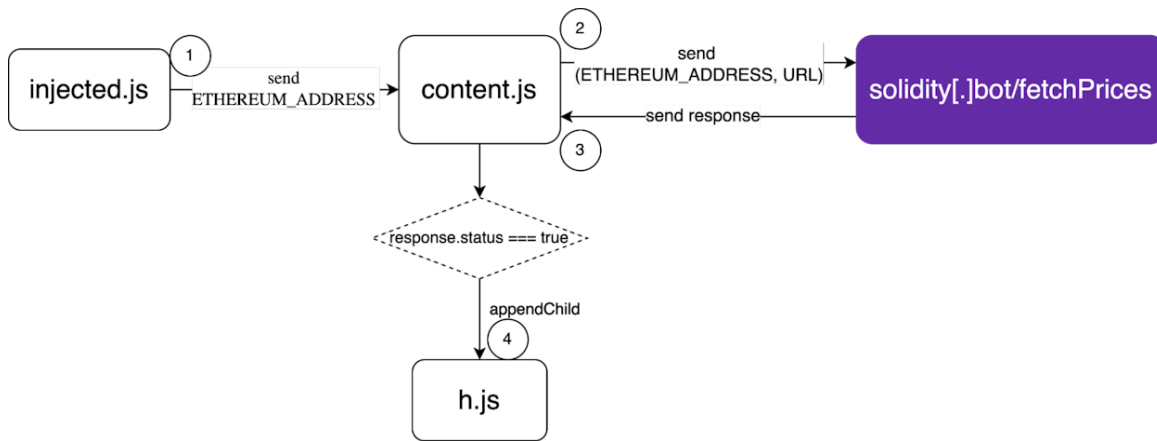 1
injected.js
send
ETHEREUM_ADDRESS
content.js
2
send
(ETHEREUM_ADDRESS, URL)
solidity[.]bot/fetchPrices
send response
3
response.status === true
appendChild
4
h.js